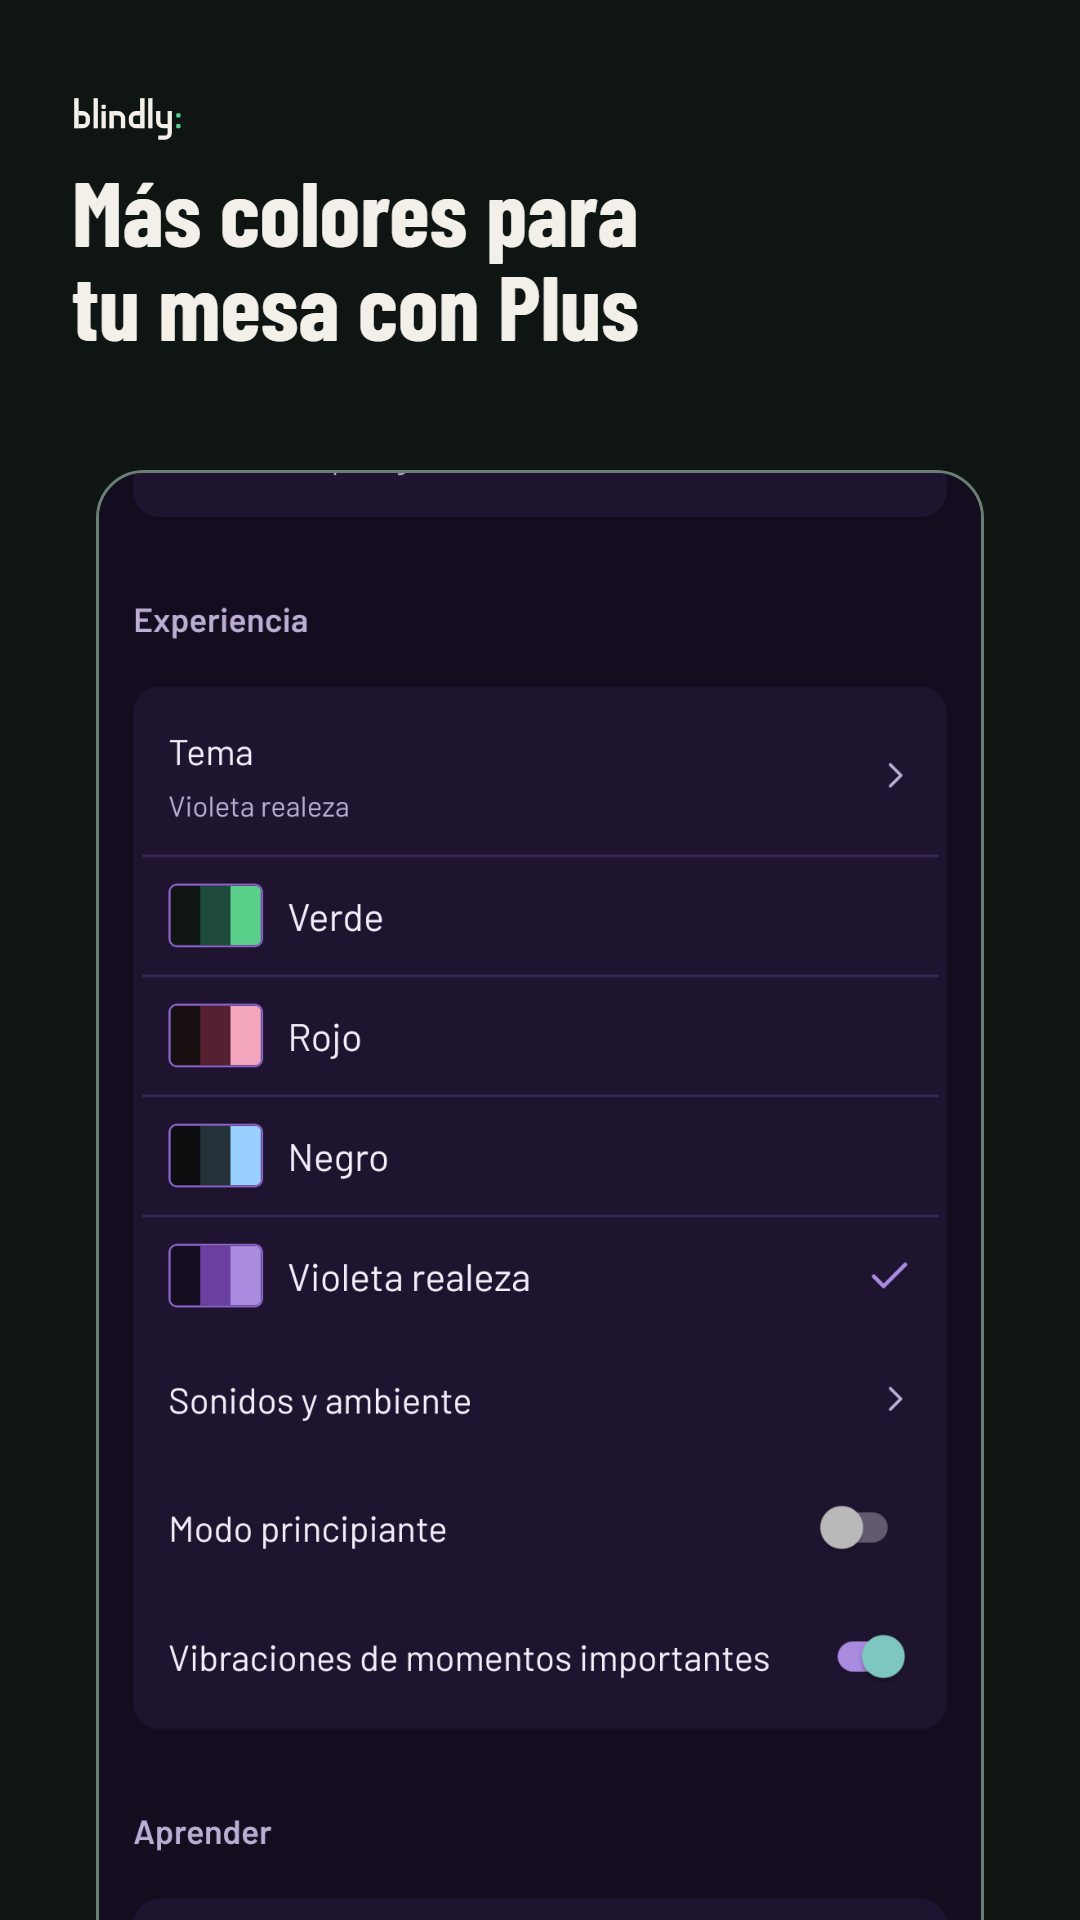 blindly:
Más colores para
tu mesa con Plus
Experiencia
Tema
Violeta realeza
Verde
Rojo
Negro
Violeta realeza
Sonidos y ambiente
Modo principiante
Vibraciones de momentos importantes
Aprender